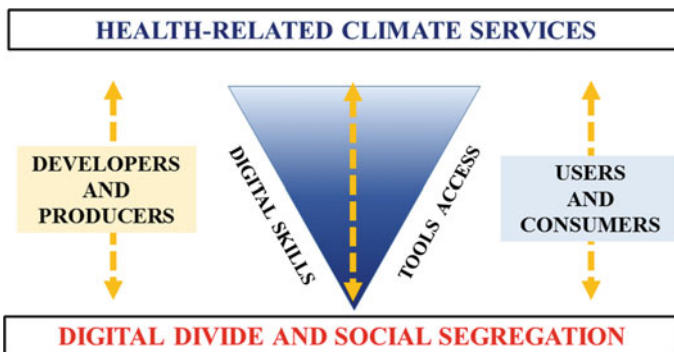 HEALTH-RELATED CLIMATE SERVICES
DEVELOPERS
AND
PRODUCERS
DIGITAL SKILLS
TOOLS ACCESS
USERS
AND
CONSUMERS
DIGITAL DIVIDE AND SOCIAL SEGREGATION